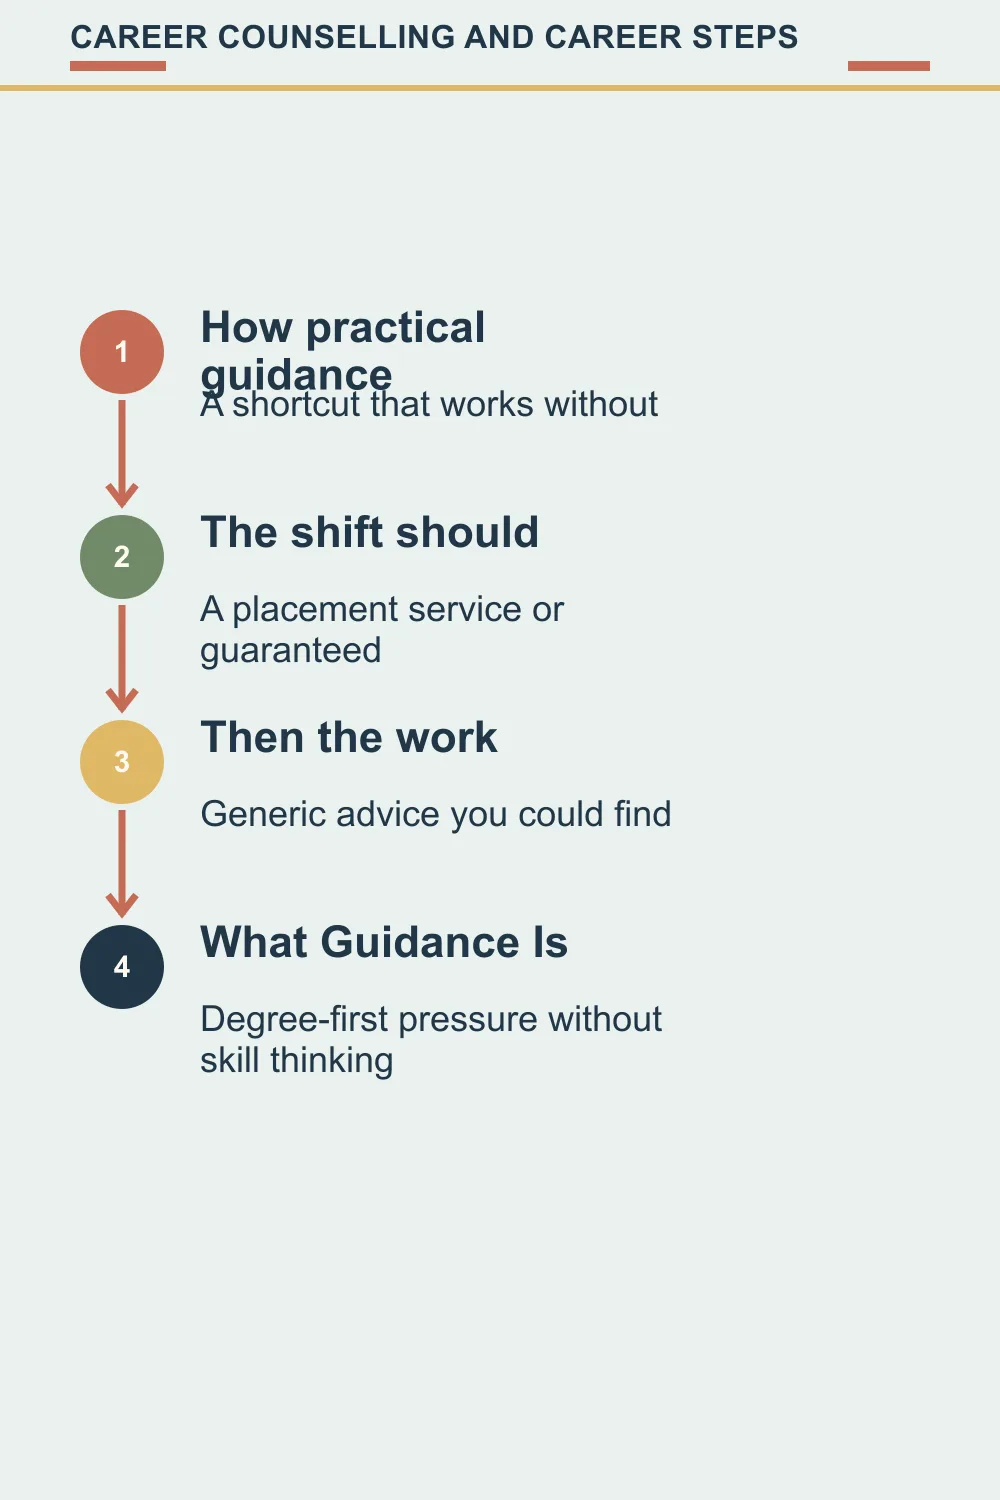 CAREER COUNSELLING AND CAREER STEPS
1
How practical
guidance
A shortcut that works without
2
The shift should
A placement service or
guaranteed
3
Then the work
Generic advice you could find
4
What Guidance Is
Degree-first pressure without
skill thinking